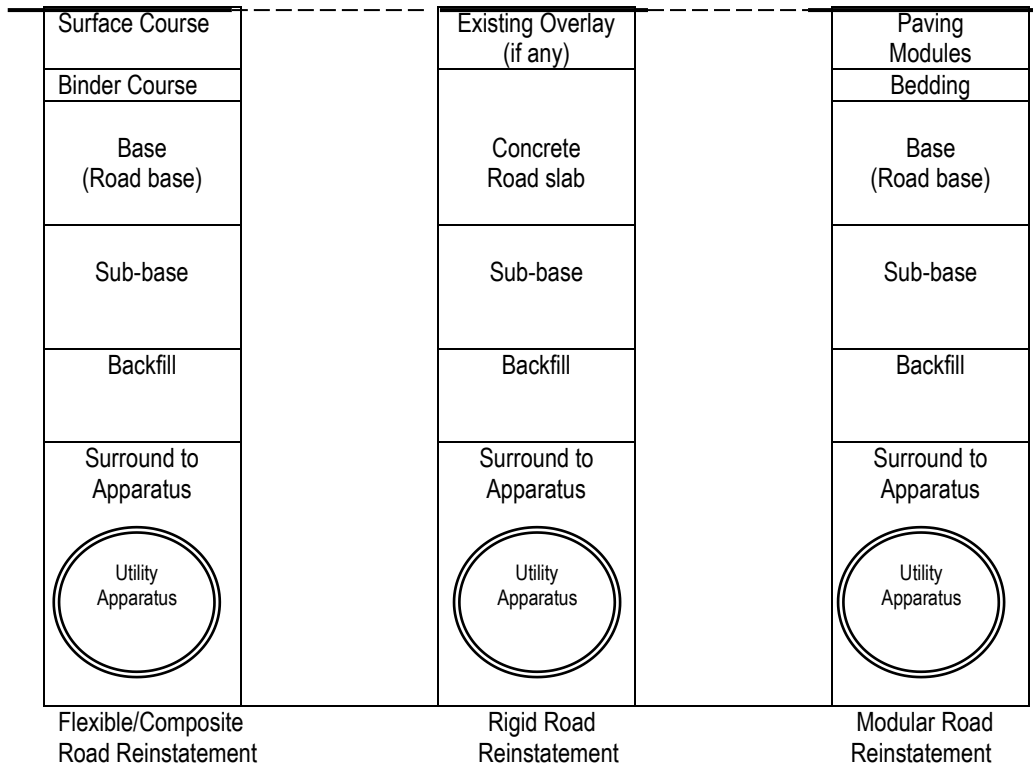 Surface Course
Binder Course
Base
(Road base)
Sub-base
Backfill
Surround to
Apparatus
Utility
Apparatus
Flexible/Composite
Road Reinstatement
Existing Overlay
(if any)
Concrete
Road slab
Sub-base
Backfill
Surround to
Apparatus
Utility
Apparatus
Rigid Road
Reinstatement
Paving
Modules
Bedding
Base
(Road base)
Sub-base
Backfill
Surround to
Apparatus
Utility
Apparatus
Modular Road
Reinstatement